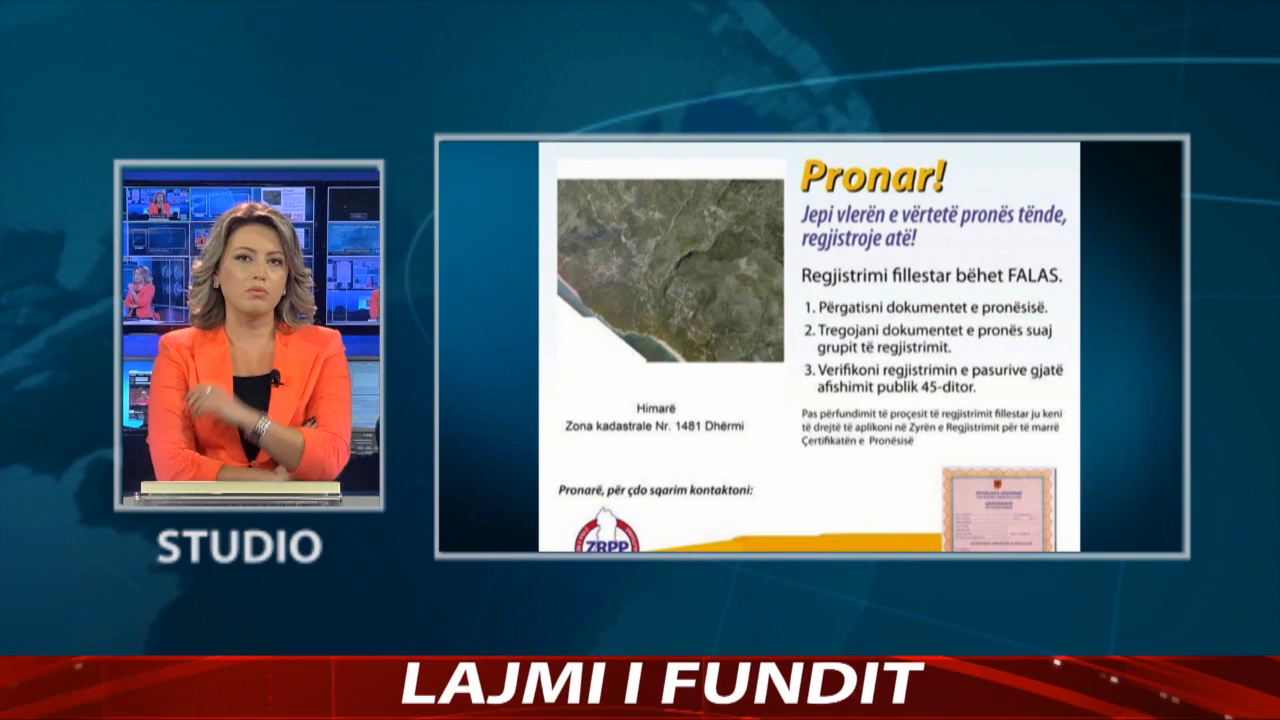 Pronar!
Jepi vlerën e vërtetë pronës tënde,
regjistroje atë!
Regjistrimi fillestar bëhet FALAS.
1. Përgatisni dokumentet e pronësisë.
2. Tregojani dokumentet e pronës suaj
grupit të regjistrimit.
3. Verifikoni regjistrimin e pasurive gjatë
afishimit publik 45-ditor.
Pas përfundimit të proçesit të regjistrimit fillestar ju keni
të drejtë të aplikoni në Zyrën e Regjistrimit për të marrë
Çertifikatën e Pronësisë
Himarë
Zona kadastrale Nr. 1481 Dhërmi
Pronarë, për çdo sqarim kontaktoni:
ZRPP
STUDIO
LAJMI I FUNDIT